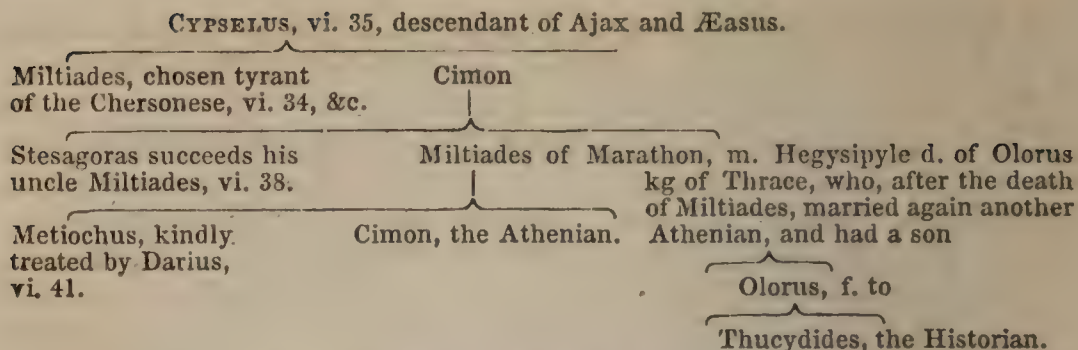 CYPSELUS, vi. 35, descendant of Ajax and Æasus.
Miltiades, chosen tyrant
of the Chersonese, vi. 34, &c.
Cimon
Stesagoras succeeds his
uncle Miltiades, vi. 38.
Miltiades of Marathon, m. Hegysipyle d. of Olorus
kg of Thrace, who, after the death
of Miltiades, married again another
Athenian, and had a son
Metiochus, kindly
treated by Darius,
vi. 41.
Cimon, the Athenian.
Olorus, f. to
Thucydides, the Historian.